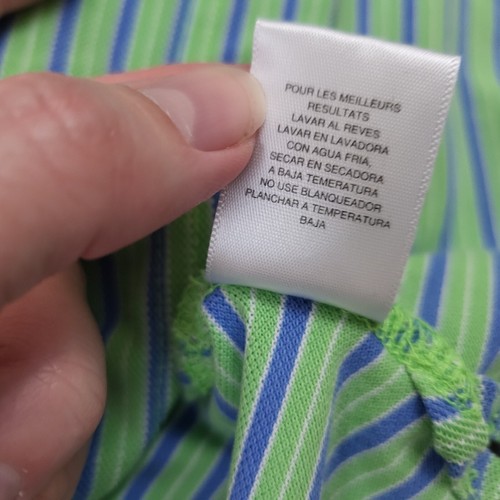 POUR LES MEILLEURS
RESULTATS
LAVAR AL REVES
LAVAR EN LAVADORA
CON AGUA FRIA,
SECAR EN SECADORA
A BAJA TEMERATURA
NO USE BLANQUEADOR
PLANCHAR A TEMPERATURA
BAJA